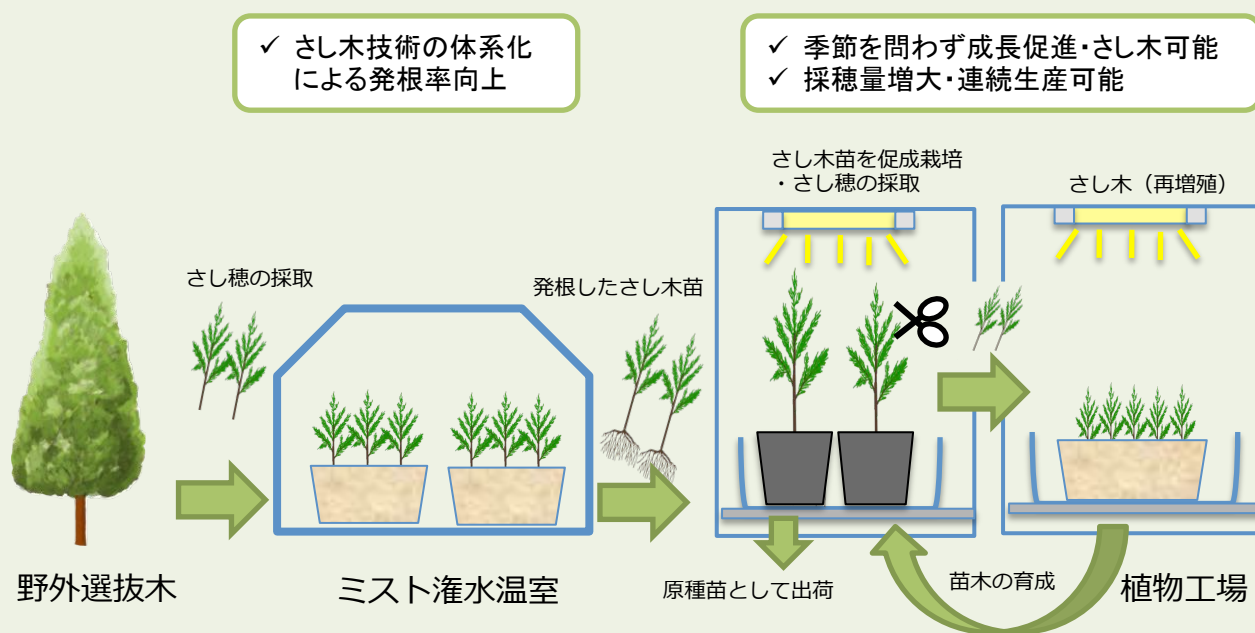 ✓ さし木技術の体系化
による発根率向上
✓ 季節を問わず成長促進・さし木可能
✓ 採穂量増大・連続生産可能
さし木苗を促成栽培
・さし穂の採取
さし木（再増殖）
さし穂の採取
発根したさし木苗
野外選抜木
ミスト潅水温室
原種苗として出荷
苗木の育成
植物工場